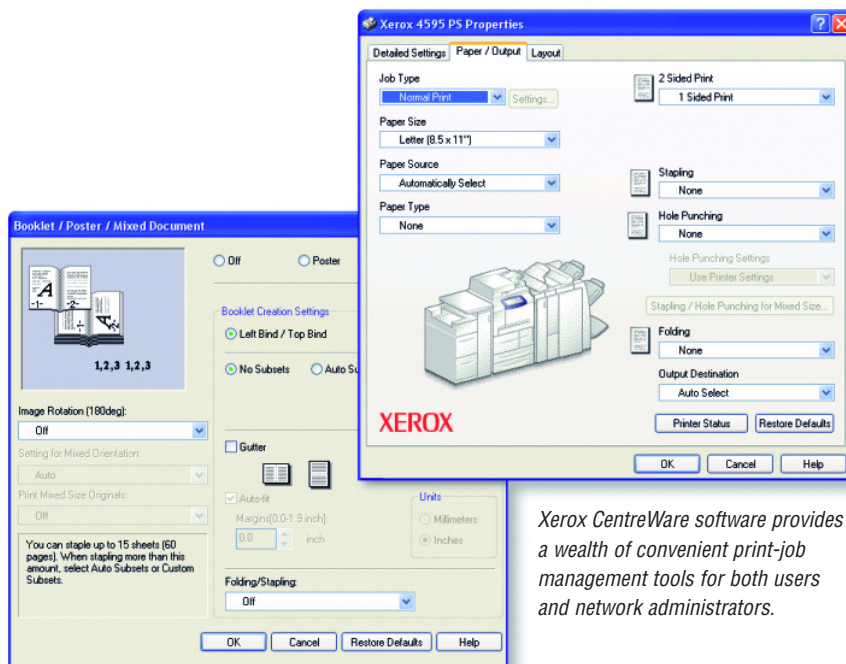 Xerox 4595 PS Properties
Detailed Settings Paper / Output Layout
Job Type
Normal Print Settings...
2 Sided Print
1 Sided Print
Paper Size
Letter (8.5 x 11")
Paper Source
Automatically Select
Stapling
None
Paper Type
None
Hole Punching
None
Hole Punching Settings
Use Printer Settings
Stapling / Hole Punching for Mixed Size...
Folding
None
Output Destination
Auto Select
XEROX
Printer Status Restore Defaults
OK Cancel Help
Booklet / Poster / Mixed Document
Off Poster
A
-1- -2-
1,2,3 1,2,3
Booklet Creation Settings
Left Bind / Top Bind
No Subsets Auto Su
Image Rotation (180deg):
Off
Setting for Mixed Orientation:
Auto
Print Mixed Size Originals:
Off
You can staple up to 15 sheets (60
pages). When stapling more than this
amount, select Auto Subsets or Custom
Subsets.
Gutter
Auto-fit
Margins[0.0-1.9 inch]:
0.0 inch
Units
Millimeters
Inches
Folding/Stapling:
Off
OK Cancel Restore Defaults Help
Xerox CentreWare software provides
a wealth of convenient print-job
management tools for both users
and network administrators.